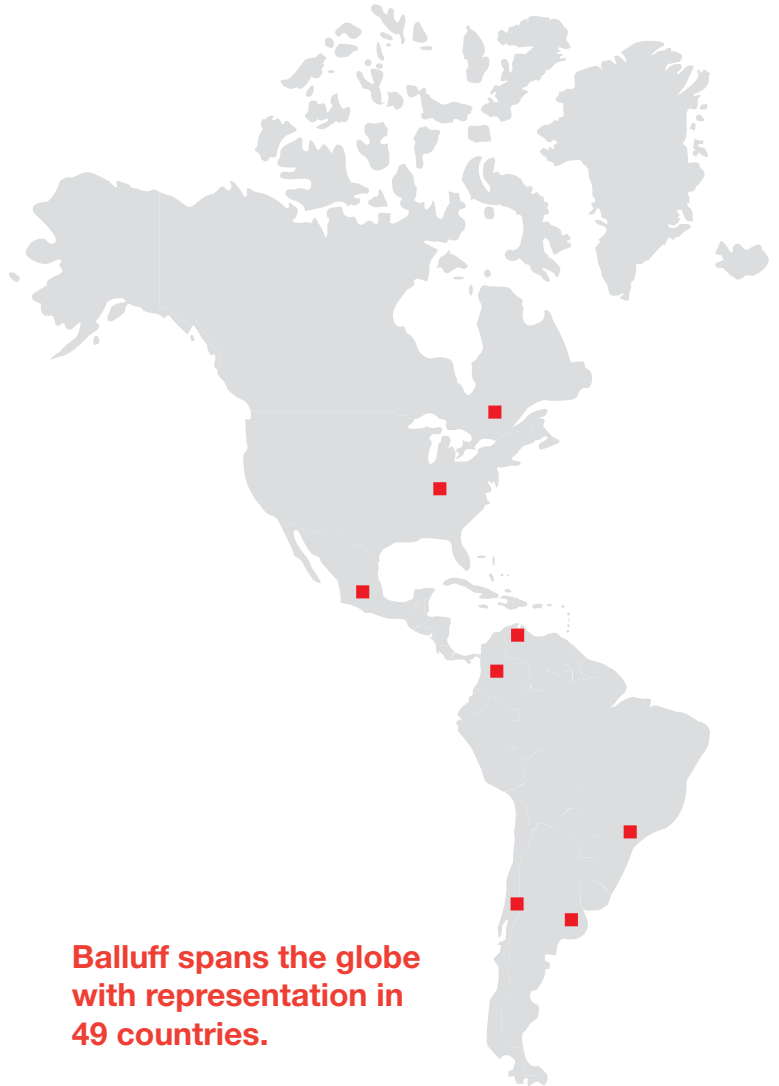 Balluff spans the globe
with representation in
49 countries.